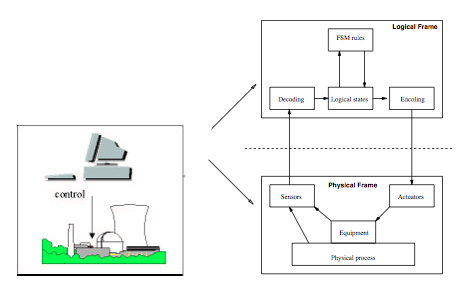 Logical Frame
FSM rules
Decoding
Logical states
Encoling
control
Physical Frame
Sensors
Actuators
Equipment
Physical process